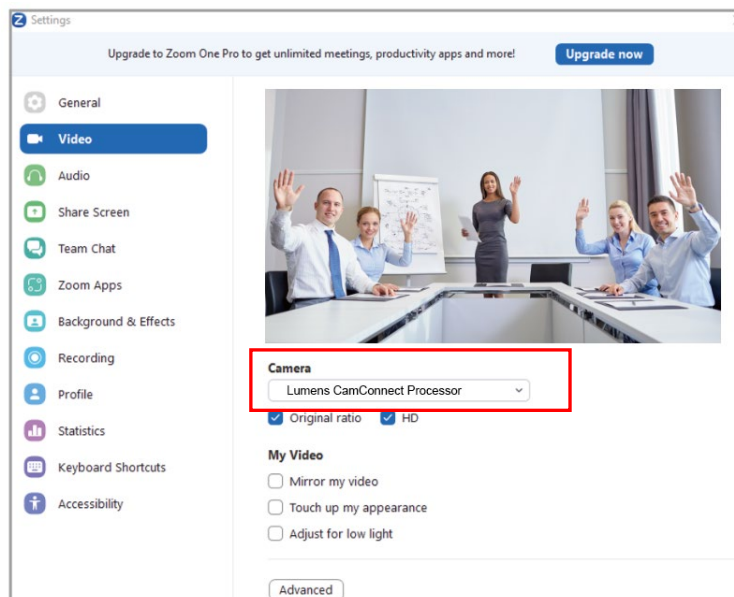 Settings
Upgrade to Zoom One Pro to get unlimited meetings, productivity apps and more! Upgrade now
General
Video
Audio
Share Screen
Team Chat
Zoom Apps
Background & Effects
Recording
Profile
Statistics
Keyboard Shortcuts
Accessibility
Camera
Lumens CamConnect Processor
Original ratio HD
My Video
Mirror my video
Touch up my appearance
Adjust for low light
Advanced